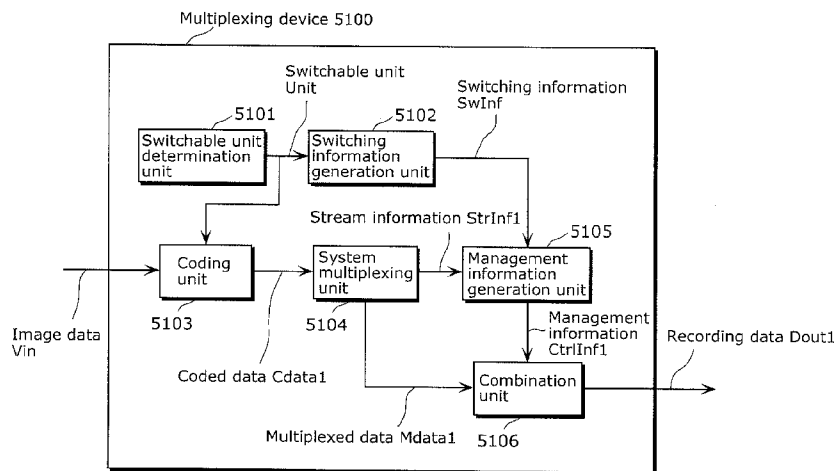 Multiplexing device 5100
Switchable unit
Unit
Switching information
SwInf
5101
5102
Switchable unit
determination
unit
Switching
information
generation unit
Stream information StrInf1
5105
Coding
unit
System
multiplexing
unit
Management
information
generation unit
5103
5104
Image data
Vin
Management
information
CtrlInf1
Recording data Dout1
Coded data Cdata1
Combination
unit
Multiplexed data Mdata1
5106